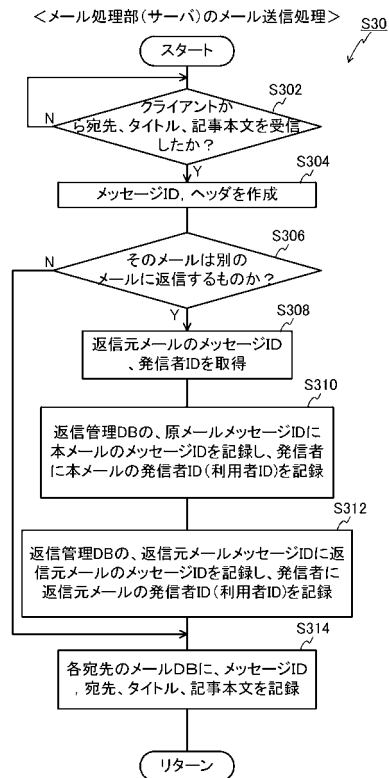 ＜メール処理部(サーバ)のメール送信処理＞
S30
スタート
S302
クライアントか
ら宛先、タイトル、記事本文を受信
したか？
N
Y
S304
メッセージID，ヘッダを作成
S306
そのメールは別の
メールに返信するものか？
N
Y
S308
返信元メールのメッセージID
、発信者IDを取得
S310
返信管理DBの、原メールメッセージIDに
本メールのメッセージIDを記録し、発信者
に本メールの発信者ID(利用者ID)を記録
S312
返信管理DBの、返信元メールメッセージIDに返
信元メールのメッセージIDを記録し、発信者に
返信元メールの発信者ID(利用者ID)を記録
S314
各宛先のメールDBに、メッセージID
，宛先、タイトル、記事本文を記録
リターン